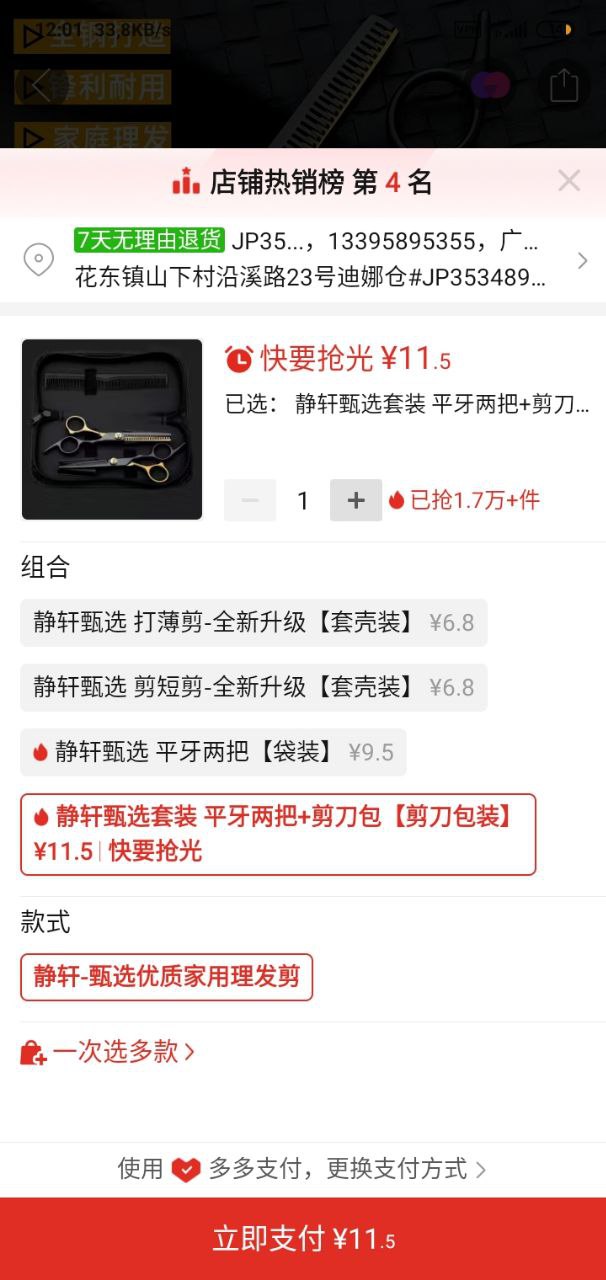 12:01 33.8KB/s
全钢打造
锋利耐用
家庭理发
店铺热销榜 第 4 名
7天无理由退货 JP35...，13395895355，广...
花东镇山下村沿溪路23号迪娜仓#JP353489...
快要抢光 ¥11.5
已选： 静轩甄选套装 平牙两把+剪刀...
1 + 已抢1.7万+件
组合
静轩甄选 打薄剪-全新升级【套壳装】 ¥6.8
静轩甄选 剪短剪-全新升级【套壳装】 ¥6.8
静轩甄选 平牙两把【袋装】 ¥9.5
静轩甄选套装 平牙两把+剪刀包【剪刀包装】
¥11.5 | 快要抢光
款式
静轩-甄选优质家用理发剪
一次选多款
使用 多多支付，更换支付方式
立即支付 ¥11.5